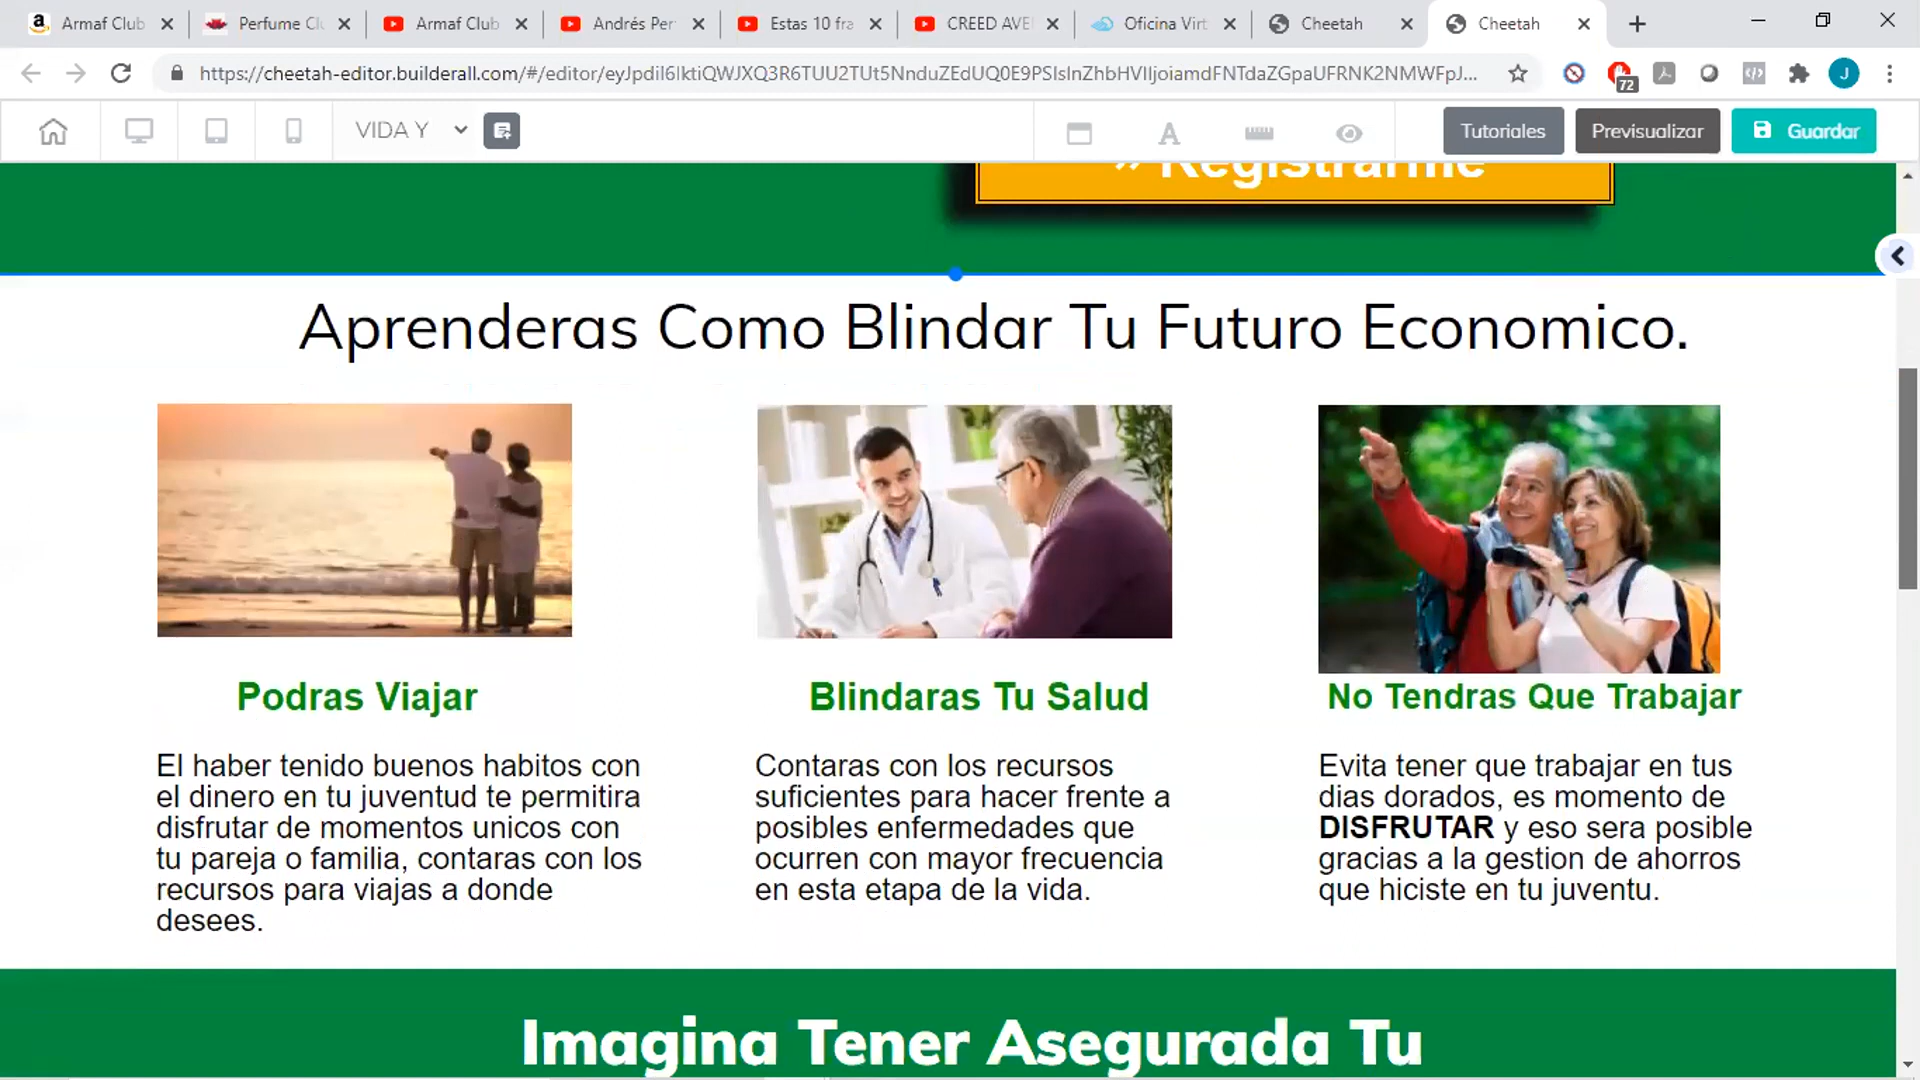 Armaf Club
Perfume Cl
Armaf Club
Andrés Per
Estas 10 fra
CREED AVE
Oficina Virt
Cheetah
Cheetah
https://cheetah-editor.builderall.com/#/editor/
72
J
VIDA Y
Tutoriales
Previsualizar
Guardar
» Registrarme
Aprenderas Como Blindar Tu Futuro Economico.
Podras Viajar
El haber tenido buenos habitos con
el dinero en tu juventud te permitira
disfrutar de momentos unicos con
tu pareja o familia, contaras con los
recursos para viajas a donde
desees.
Blindaras Tu Salud
Contaras con los recursos
suficientes para hacer frente a
posibles enfermedades que
ocurren con mayor frecuencia
en esta etapa de la vida.
No Tendras Que Trabajar
Evita tener que trabajar en tus
dias dorados, es momento de
DISFRUTAR y eso sera posible
gracias a la gestion de ahorros
que hiciste en tu juventu.
Imagina Tener Asegurada Tu